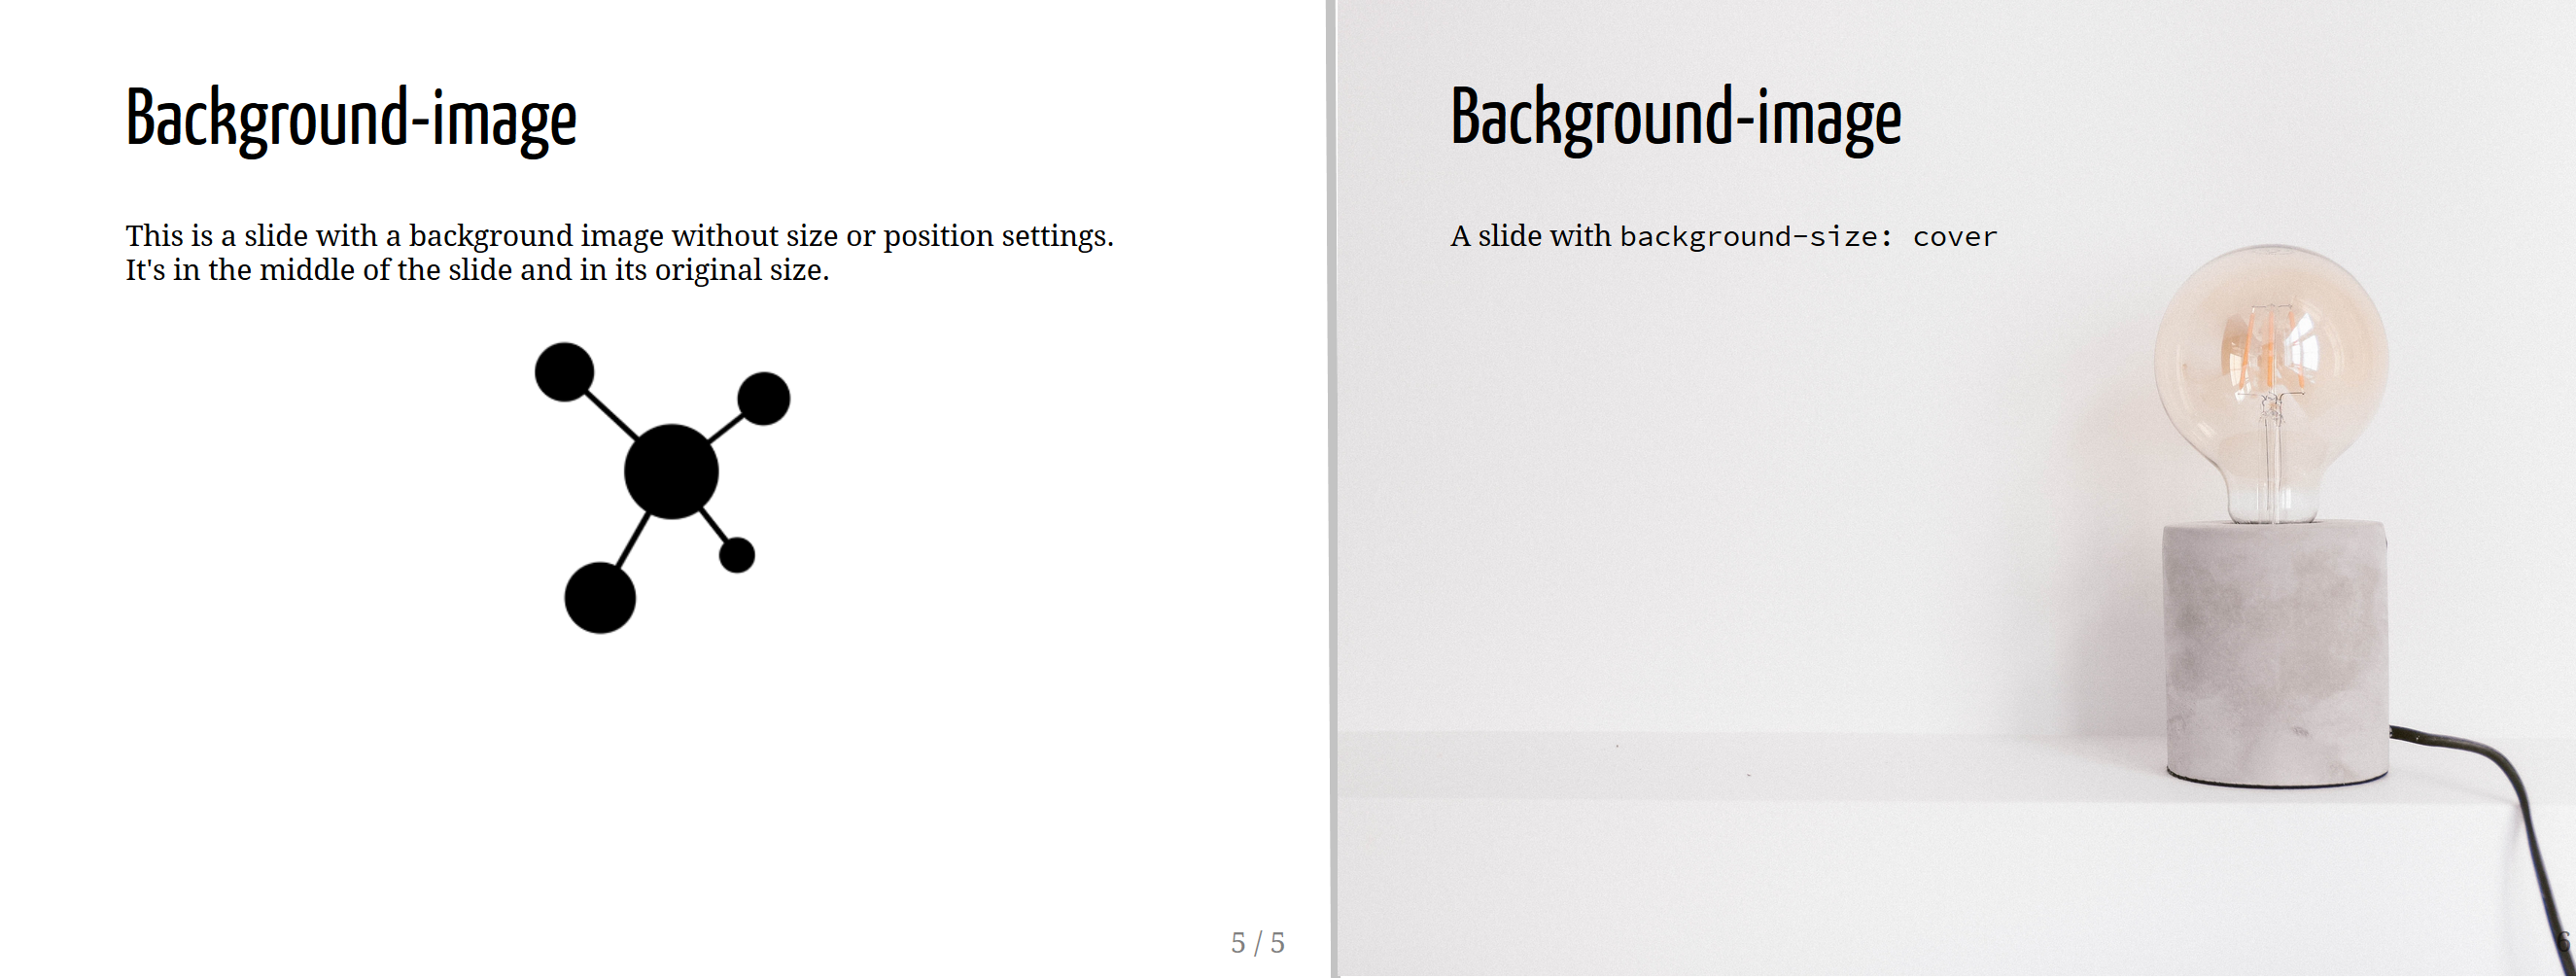 Background-image
This is a slide with a background image without size or position settings.
It's in the middle of the slide and in its original size.
5 / 5
Background-image
A slide with background-size: cover
6